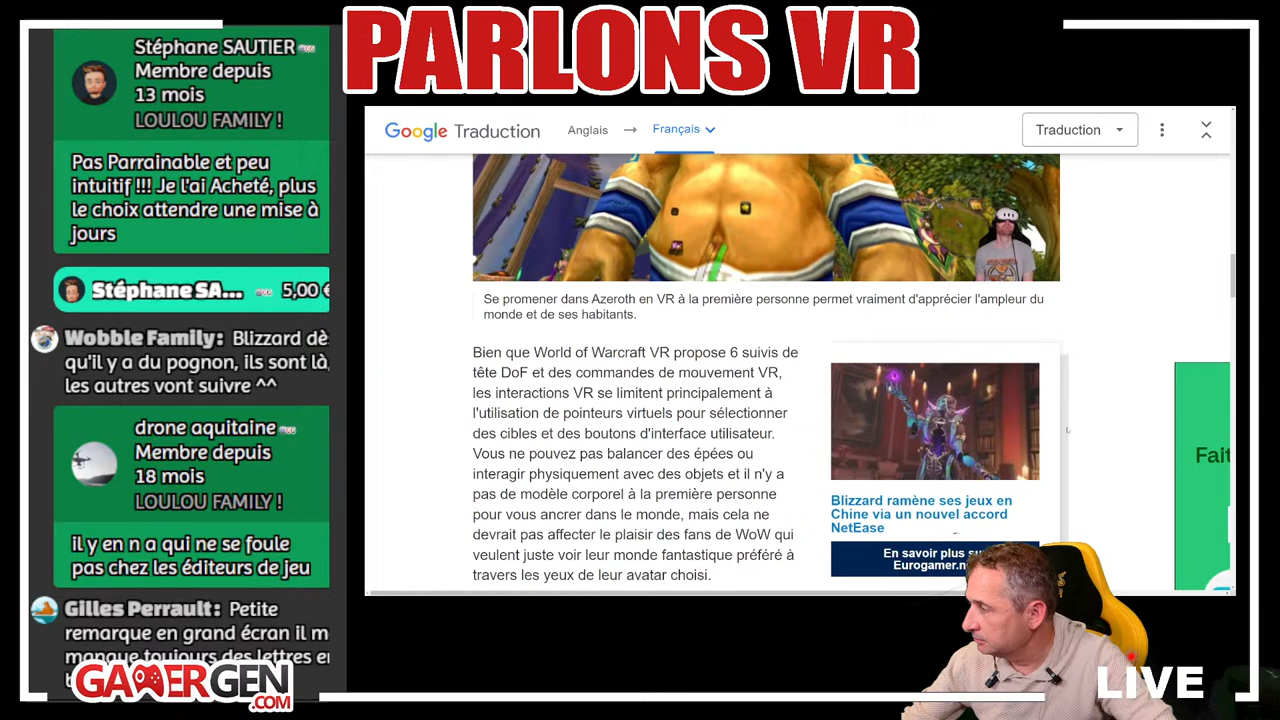 PARLONS VR
Stéphane SAUTIER
Membre depuis
13 mois
LOULOU FAMILY !
Pas Parrainable et peu
intuitif !!! Je l'ai Acheté, plus
le choix attendre une mise à
jours
Stéphane SA... 5,00 €
Wobble Family : Blizzard dès
qu'il y a du pognon, ils sont là,
les autres vont suivre ^^
drone aquitaine
Membre depuis
18 mois
LOULOU FAMILY !
il y en n a qui ne se foule
pas chez les éditeurs de jeu
Gilles Perrault : Petite
remarque en grand écran il m
manque toujours des lettres en
GAMERGEN
.COM
Google Traduction
Anglais → Français
Traduction
Se promener dans Azeroth en VR à la première personne permet vraiment d'apprécier l'ampleur du
monde et de ses habitants.
Bien que World of Warcraft VR propose 6 suivis de
tête DoF et des commandes de mouvement VR,
les interactions VR se limitent principalement à
l'utilisation de pointeurs virtuels pour sélectionner
des cibles et des boutons d'interface utilisateur.
Vous ne pouvez pas balancer des épées ou
interagir physiquement avec des objets et il n'y a
pas de modèle corporel à la première personne
pour vous ancrer dans le monde, mais cela ne
devrait pas affecter le plaisir des fans de WoW qui
veulent juste voir leur monde fantastique préféré à
travers les yeux de leur avatar choisi.
Blizzard ramène ses jeux en
Chine via un nouvel accord
NetEase
En savoir plus su
Eurogamer.n
Fait
LIVE